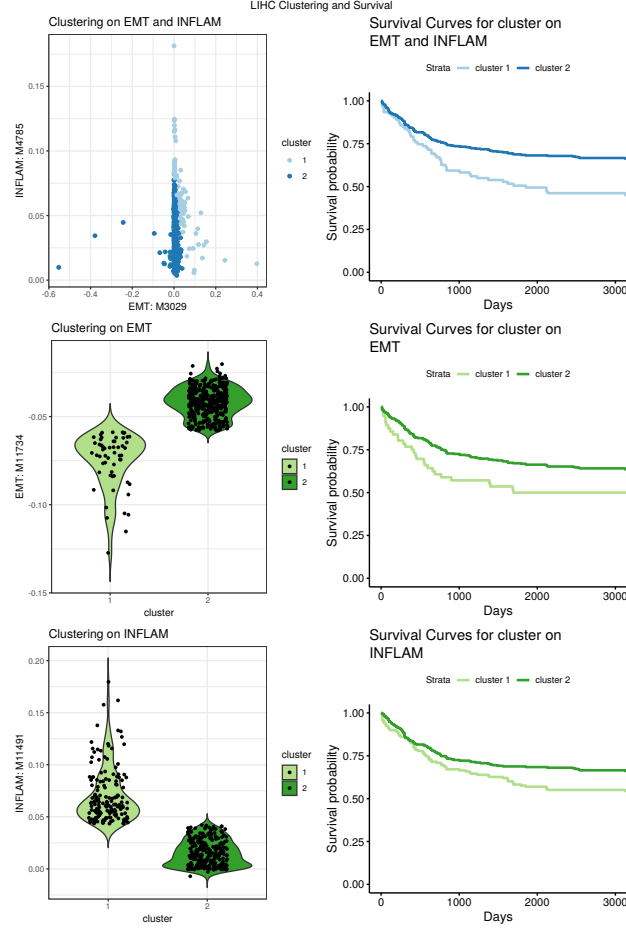 LIHC Clustering and Survival
Clustering on EMT and INFLAM
INFLAM: M4785
0.15
0.10
0.05
0.00
-0.6
-0.4
-0.2
0.0
0.2
0.4
EMT: M3029
cluster
1
2
Survival Curves for cluster on
EMT and INFLAM
Strata cluster 1 cluster 2
Survival probability
1.00
0.75
0.50
0.25
0.00
0
1000
2000
3000
Days
Clustering on EMT
EMT: M11734
-0.05
-0.10
-0.15
1
2
cluster
cluster
1
2
Survival Curves for cluster on
EMT
Strata cluster 1 cluster 2
Survival probability
1.00
0.75
0.50
0.25
0.00
0
1000
2000
3000
Days
Clustering on INFLAM
INFLAM: M11491
0.20
0.15
0.10
0.05
0.00
1
2
cluster
cluster
1
2
Survival Curves for cluster on
INFLAM
Strata cluster 1 cluster 2
Survival probability
1.00
0.75
0.50
0.25
0.00
0
1000
2000
3000
Days